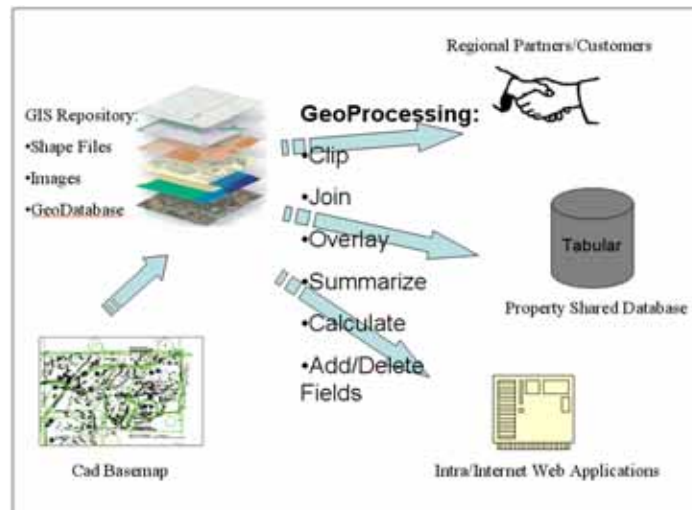 Regional Partners/Customers
GIS Repository:
•Shape Files
•Images
•GeoDatabase
GeoProcessing:
•Clip
•Join
•Overlay
•Summarize
•Calculate
•Add/Delete
Fields
Tabular
Property Shared Database
Cad Basemap
Intra/Internet Web Applications